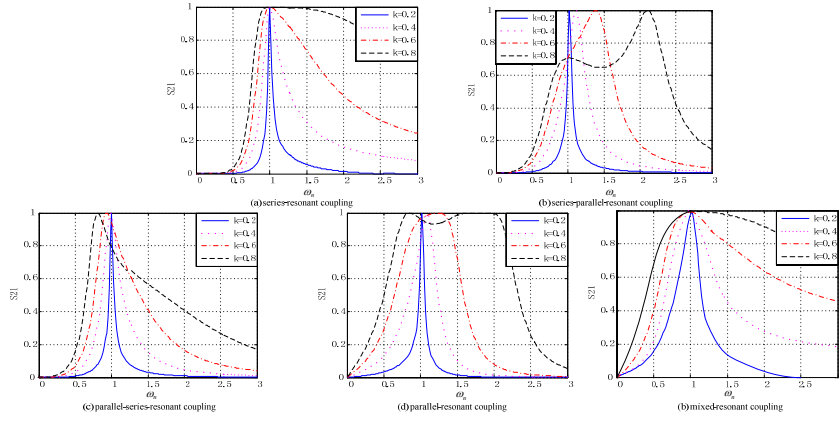 1
0.8
0.6
0.4
0.2
0
S21
k=0.2
k=0.4
k=0.6
k=0.8
0 0.5 1 1.5 2 2.5 3
ωn
(a)series-resonant coupling
1
0.8
0.6
0.4
0.2
0
S21
k=0.2
k=0.4
k=0.6
k=0.8
0 0.5 1 1.5 2 2.5 3
ωn
(b)series-parallel-resonant coupling
1
0.8
0.6
0.4
0.2
0
S21
k=0.2
k=0.4
k=0.6
k=0.8
0 0.5 1 1.5 2 2.5 3
ωn
(c)parallel-series-resonant coupling
1
0.8
0.6
0.4
0.2
0
S21
k=0.2
k=0.4
k=0.6
k=0.8
0 0.5 1 1.5 2 2.5 3
ωn
(d)parallel-resonant coupling
1
0.8
0.6
0.4
0.2
0
S21
k=0.2
k=0.4
k=0.6
k=0.8
0 0.5 1 1.5 2 2.5 3
ωn
(b)mixed-resonant coupling